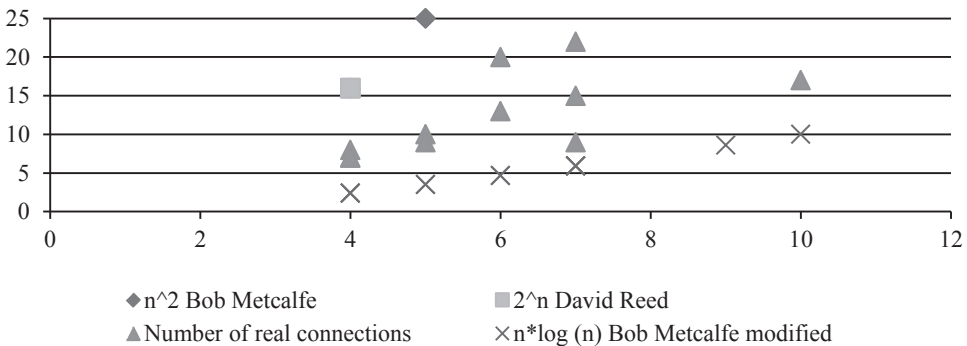 25
20
15
10
5
0
0 2 4 6 8 10 12
n^2 Bob Metcalfe 2^n David Reed
Number of real connections n*log (n) Bob Metcalfe modified